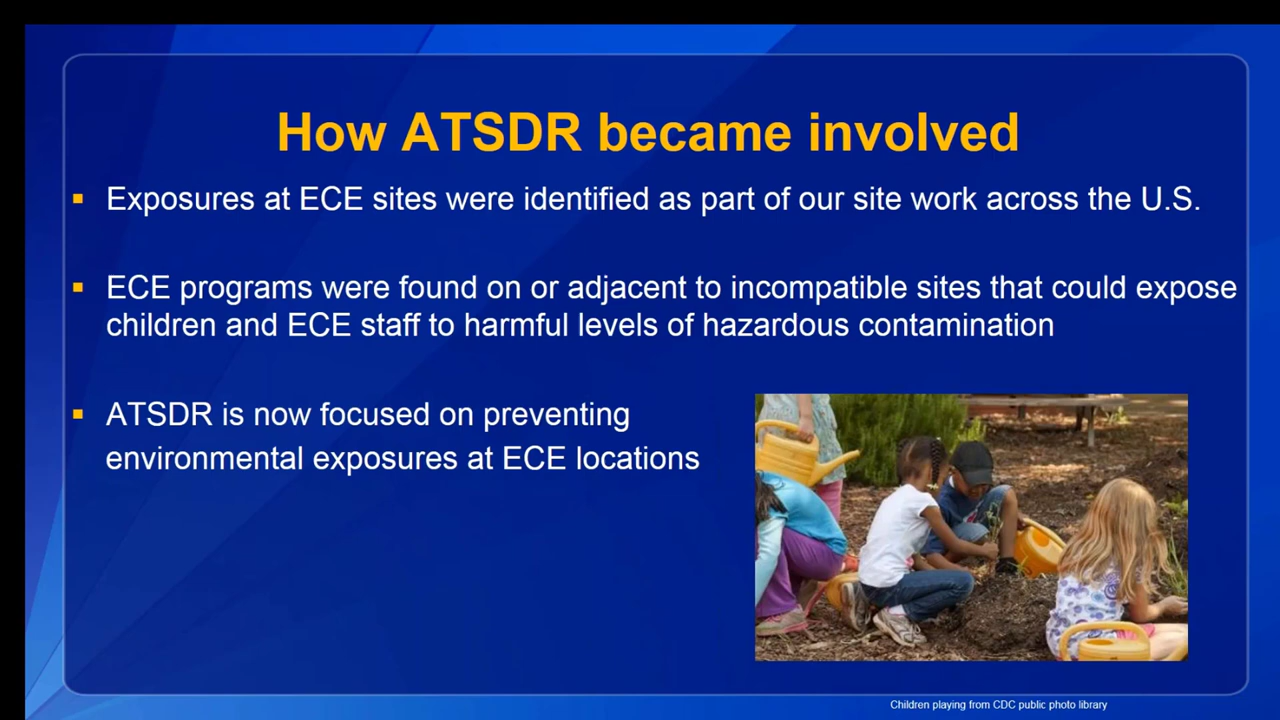 How ATSDR became involved
▪ Exposures at ECE sites were identified as part of our site work across the U.S.
▪ ECE programs were found on or adjacent to incompatible sites that could expose
children and ECE staff to harmful levels of hazardous contamination
▪ ATSDR is now focused on preventing
environmental exposures at ECE locations
Children playing from CDC public photo library